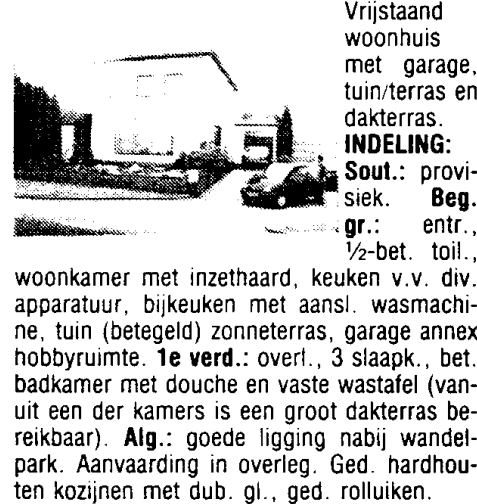 Vrijstaand
woonhuis
met garage,
tuin/terras en
dakterras.
INDELING:
Sout.: provi-
siek. Beg.
gr.: entr.,
½-bet. toil.,
woonkamer met inzethaard, keuken v.v. div.
apparatuur, bijkeuken met aansl. wasmachi-
ne, tuin (betegeld) zonneterras, garage annex
hobbyruimte. 1e verd.: overl., 3 slaapk., bet.
badkamer met douche en vaste wastafel (van-
uit een der kamers is een groot dakterras be-
reikbaar). Alg.: goede ligging nabij wandel-
park. Aanvaarding in overleg. Ged. hardhou-
ten kozijnen met dub. gl., ged. rolluiken.